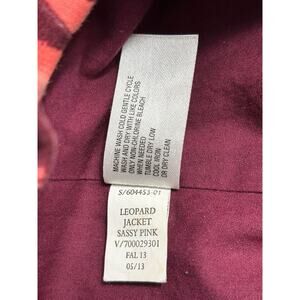 MACHINE WASH COLD GENTLE CYCLE
WASH AND DRY WITH LIKE COLORS
ONLY NON-CHLORINE BLEACH
WHEN NEEDED
TUMBLE DRY LOW
COOL IRON
OR DRY CLEAN
S/604453-01
LEOPARD
JACKET
SASSY PINK
V/700029301
FAL 13
05/13